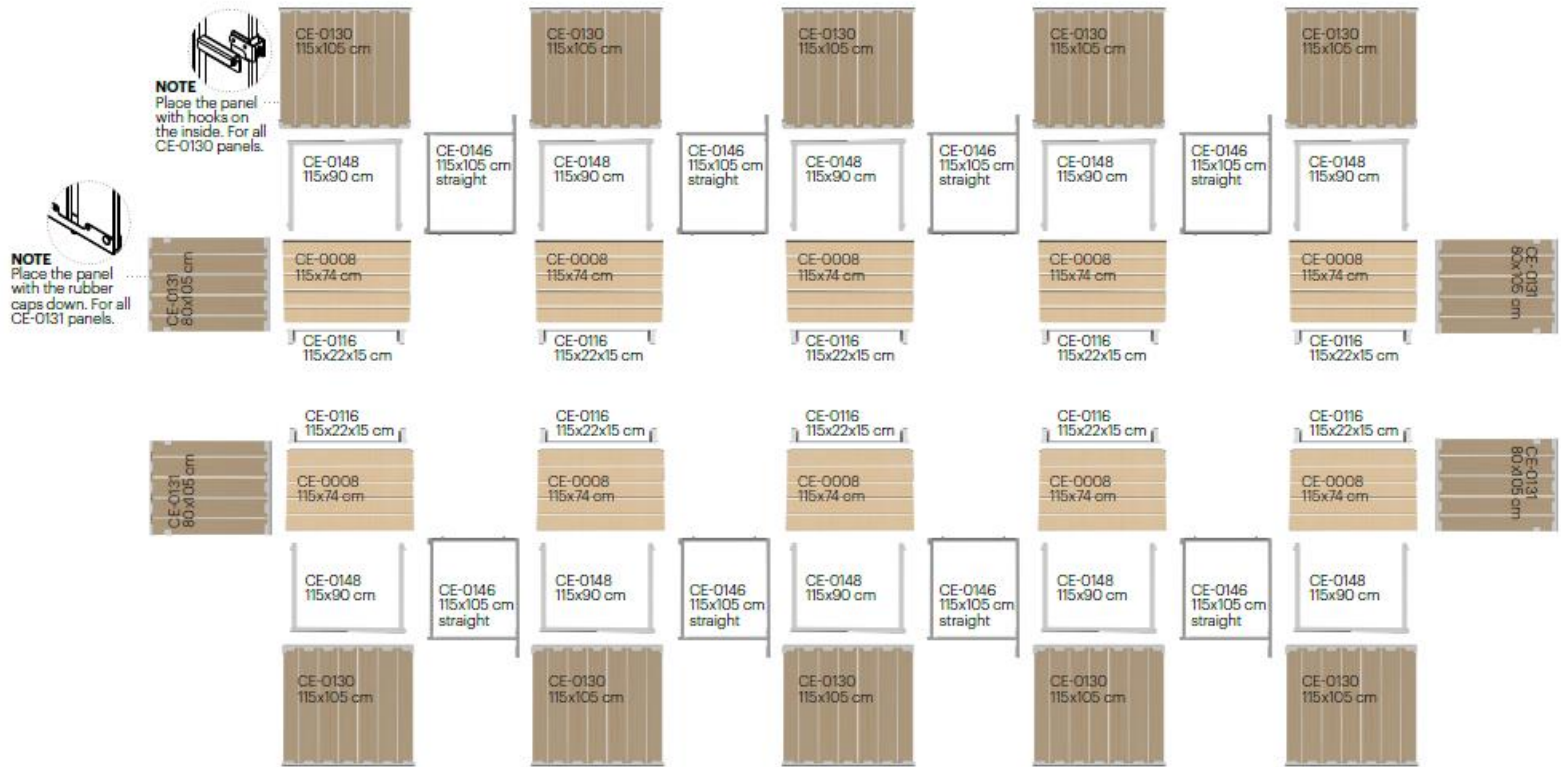 CE-0130
115x105 cm
CE-0130
115x105 cm
CE-0130
115x105 cm
CE-0130
115x105 cm
CE-0130
115x105 cm
NOTE
Place the panel
with hooks on
the inside. For all
CE-0130 panels.
CE-0148
115x90 cm
CE-0146
115x105 cm
straight
CE-0148
115x90 cm
CE-0146
115x105 cm
straight
CE-0148
115x90 cm
CE-0146
115x105 cm
straight
CE-0148
115x90 cm
CE-0146
115x105 cm
straight
CE-0148
115x90 cm
NOTE
Place the panel
with the rubber
caps down. For all
CE-0131 panels.
CE-0131
80x105 cm
CE-0008
115x74 cm
CE-0008
115x74 cm
CE-0008
115x74 cm
CE-0008
115x74 cm
CE-0008
115x74 cm
CE-0131
80x105 cm
CE-0116
115x22x15 cm
CE-0116
115x22x15 cm
CE-0116
115x22x15 cm
CE-0116
115x22x15 cm
CE-0116
115x22x15 cm
CE-0116
115x22x15 cm
CE-0116
115x22x15 cm
CE-0116
115x22x15 cm
CE-0116
115x22x15 cm
CE-0116
115x22x15 cm
CE-0131
80x105 cm
CE-0008
115x74 cm
CE-0008
115x74 cm
CE-0008
115x74 cm
CE-0008
115x74 cm
CE-0008
115x74 cm
CE-0131
80x105 cm
CE-0148
115x90 cm
CE-0146
115x105 cm
straight
CE-0148
115x90 cm
CE-0146
115x105 cm
straight
CE-0148
115x90 cm
CE-0146
115x105 cm
straight
CE-0148
115x90 cm
CE-0146
115x105 cm
straight
CE-0148
115x90 cm
CE-0130
115x105 cm
CE-0130
115x105 cm
CE-0130
115x105 cm
CE-0130
115x105 cm
CE-0130
115x105 cm